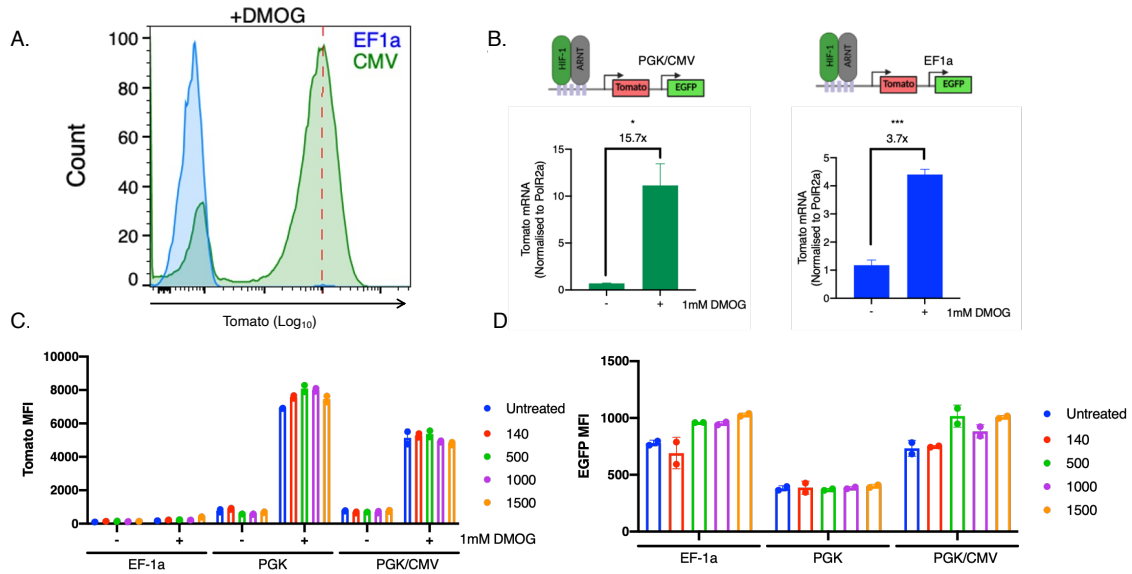 A.
+DMOG
EF1a
CMV
100
80
60
40
20
0
Count
Tomato (Log10)
B.
HIF-1
ARNT
PGK/CMV
Tomato
EGFP
*
15.7x
15
10
5
0
Tomato mRNA
(Normalised to PolR2a)
-
+
1mM DMOG
HIF-1
ARNT
EF1a
Tomato
EGFP
***
3.7x
5
4
3
2
1
0
Tomato mRNA
(Normalised to PolR2a)
-
+
1mM DMOG
C.
10000
8000
6000
4000
2000
0
Tomato MFI
- + - + - + 1mM DMOG
EF-1a PGK PGK/CMV
Untreated
140
500
1000
1500
D
1500
1000
500
0
EGFP MFI
EF-1a PGK PGK/CMV
Untreated
140
500
1000
1500